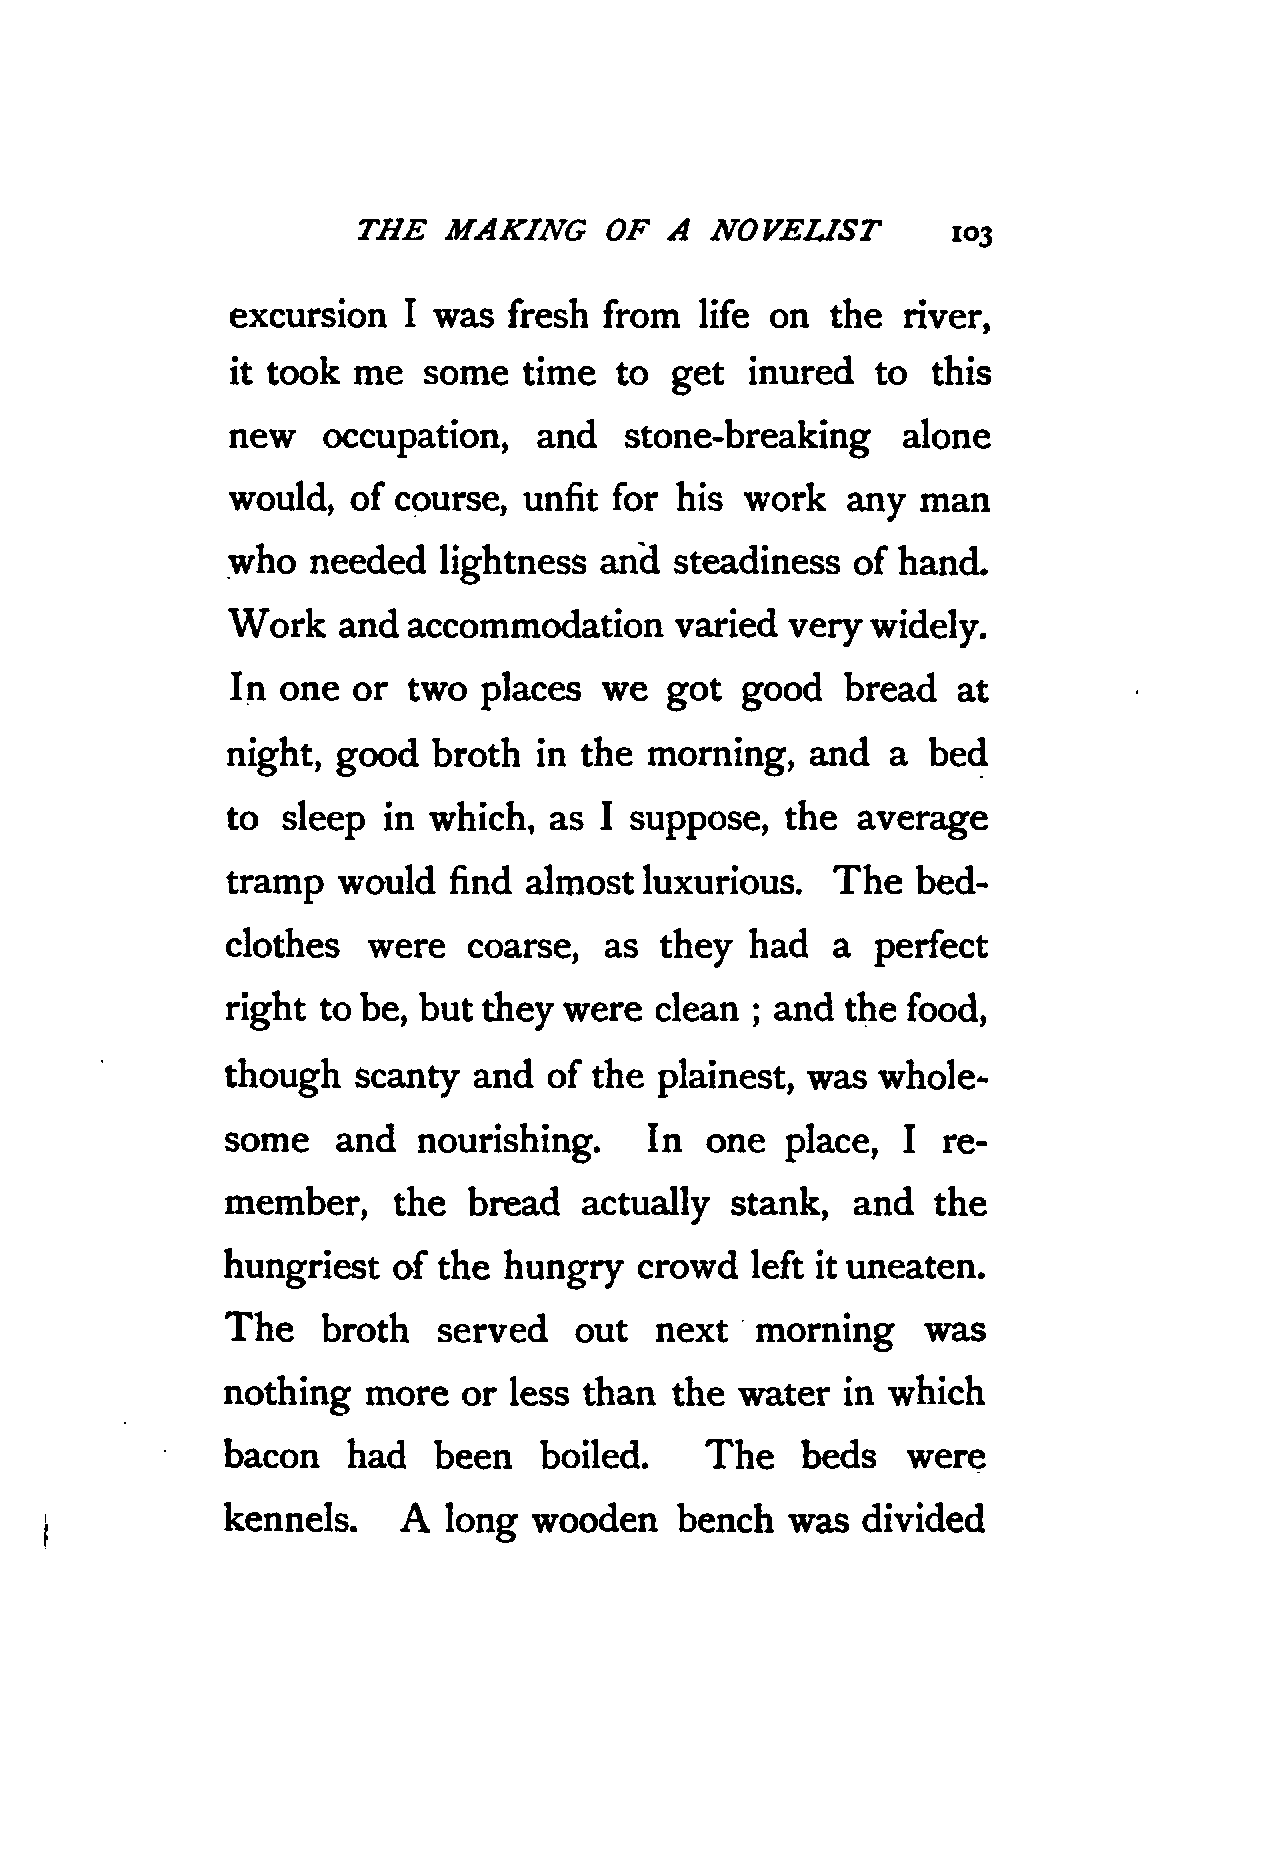 THE MAKING OF A NOVELIST 103
excursion I was fresh from life on the river,
it took me some time to get inured to this
new occupation, and stone-breaking alone
would, of course, unfit for his work any man
who needed lightness and steadiness of hand.
Work and accommodation varied very widely.
In one or two places we got good bread at
night, good broth in the morning, and a bed
to sleep in which, as I suppose, the average
tramp would find almost luxurious. The bed-
clothes were coarse, as they had a perfect
right to be, but they were clean ; and the food,
though scanty and of the plainest, was whole-
some and nourishing. In one place, I re-
member, the bread actually stank, and the
hungriest of the hungry crowd left it uneaten.
The broth served out next morning was
nothing more or less than the water in which
bacon had been boiled. The beds were
kennels. A long wooden bench was divided